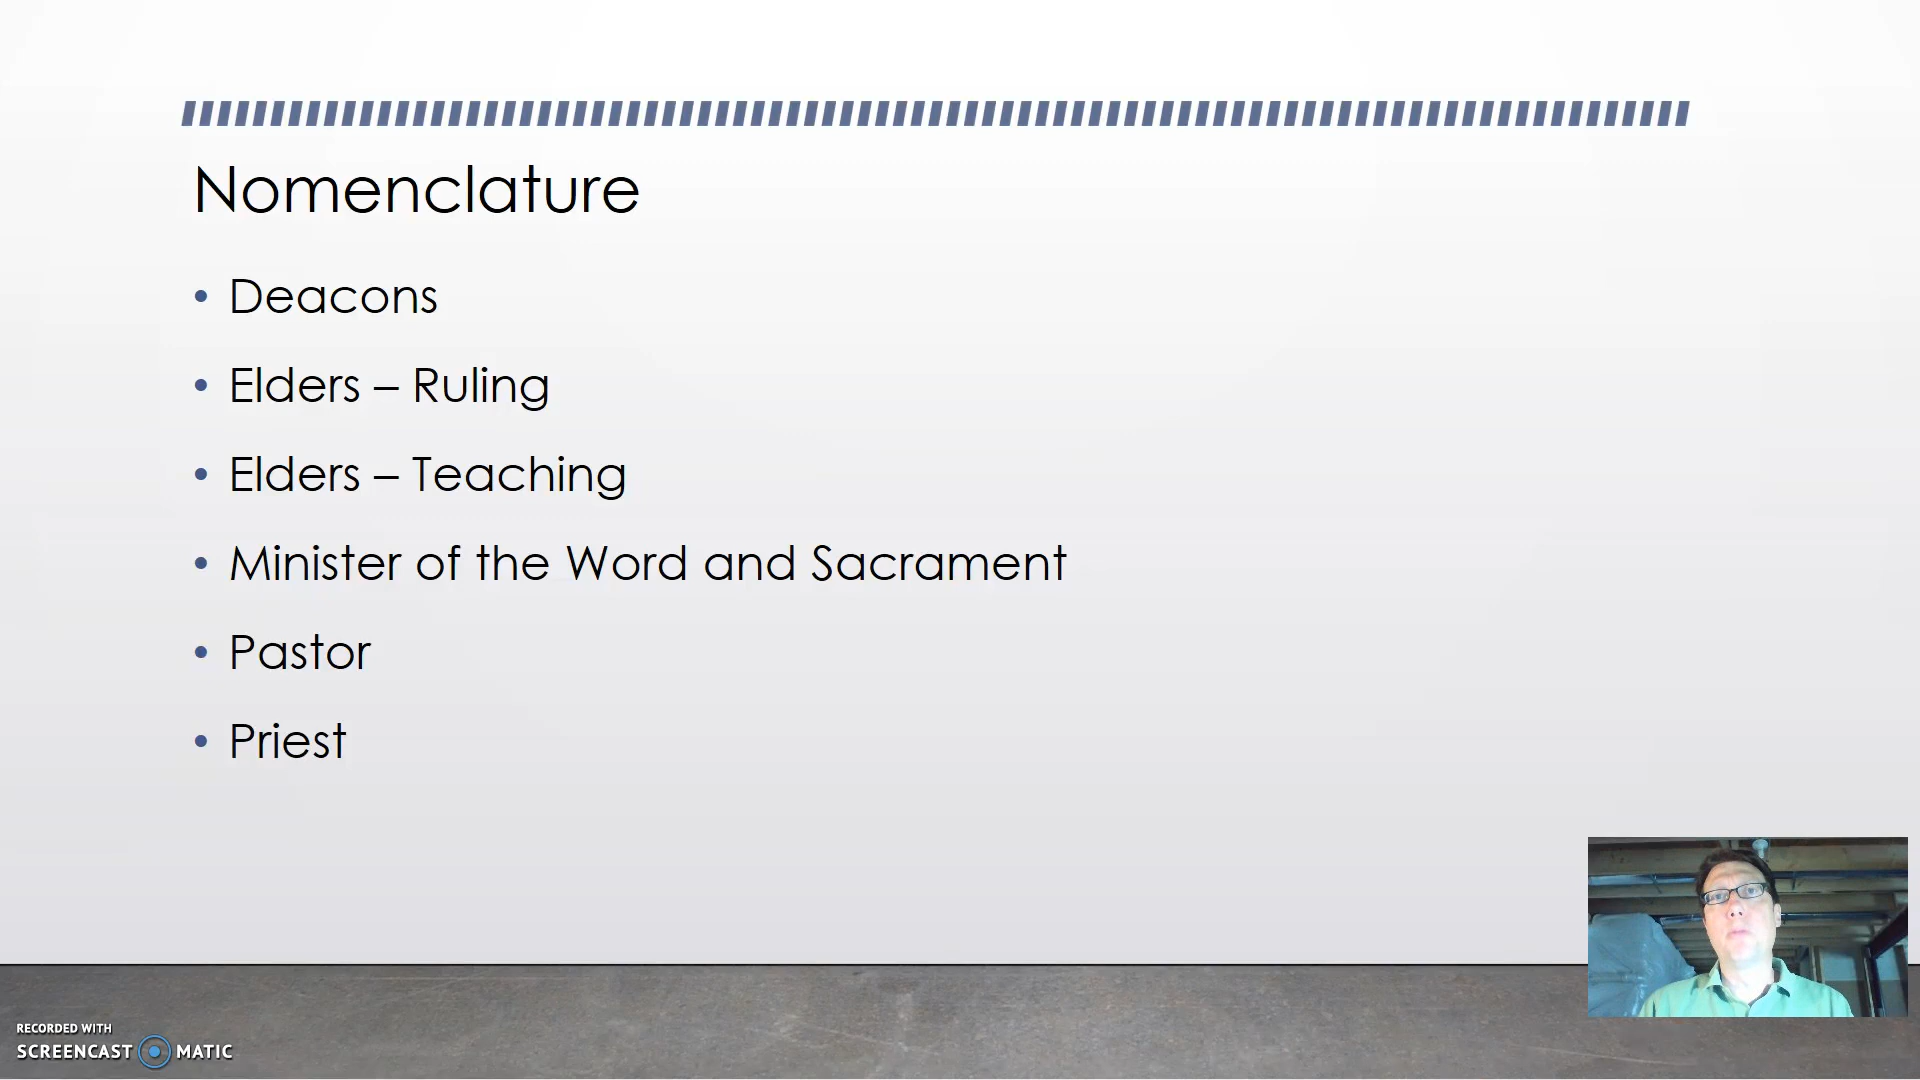 Nomenclature
• Deacons
• Elders – Ruling
• Elders – Teaching
• Minister of the Word and Sacrament
• Pastor
• Priest
RECORDED WITH
SCREENCAST MATIC